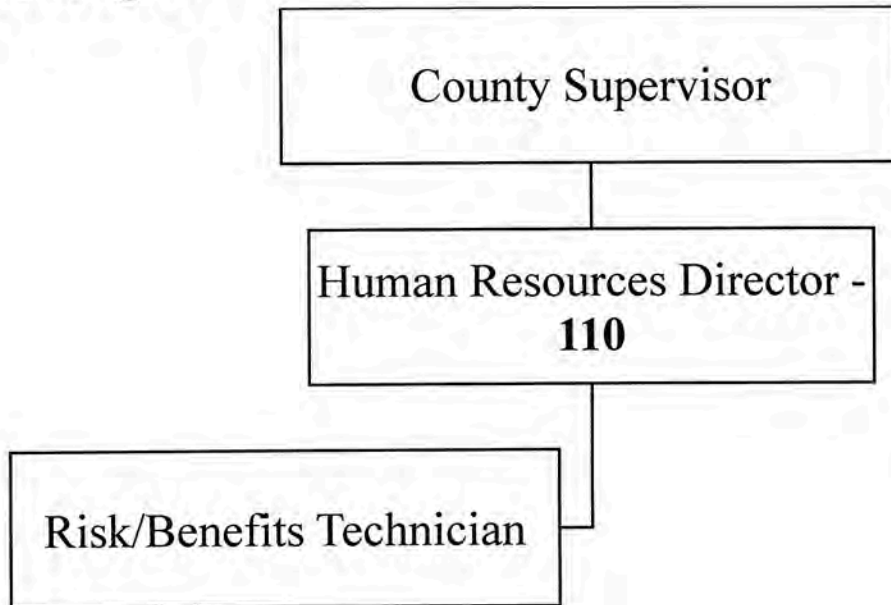 County Supervisor
Human Resources Director -
110
Risk/Benefits Technician